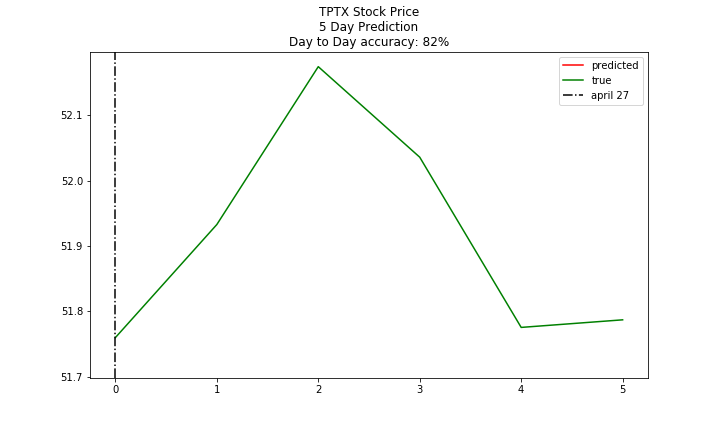 TPTX Stock Price
5 Day Prediction
Day to Day accuracy: 82%
predicted
true
april 27
52.1
52.0
51.9
51.8
51.7
0 1 2 3 4 5